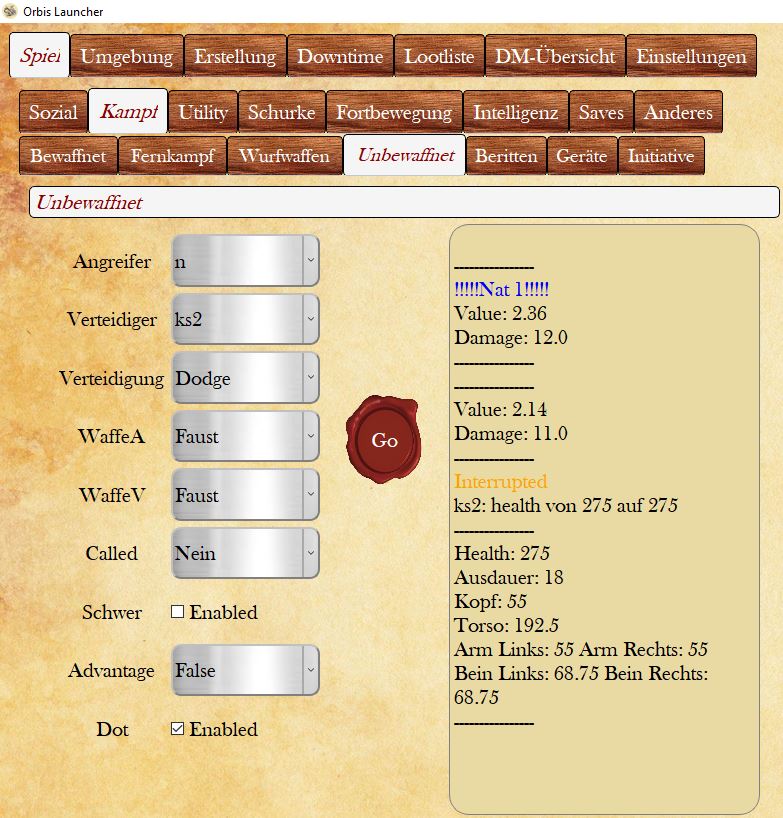 Orbis Launcher
Spiel Umgebung Erstellung Downtime Lootliste DM-Übersicht Einstellungen
Sozial Kampf Utility Schurke Fortbewegung Intelligenz Saves Anderes
Bewaffnet Fernkampf Wurfwaffen Unbewaffnet Beritten Geräte Initiative
Unbewaffnet
Angreifer n
Verteidiger ks2
Verteidigung Dodge
WaffeA Faust
WaffeV Faust
Called Nein
Schwer Enabled
Advantage False
Dot Enabled
Go
----------------
!!!!!Nat 1!!!!!
Value: 2.36
Damage: 12.0
----------------
----------------
Value: 2.14
Damage: 11.0
----------------
Interrupted
ks2: health von 275 auf 275
----------------
Health: 275
Ausdauer: 18
Kopf: 55
Torso: 192.5
Arm Links: 55 Arm Rechts: 55
Bein Links: 68.75 Bein Rechts:
68.75
----------------